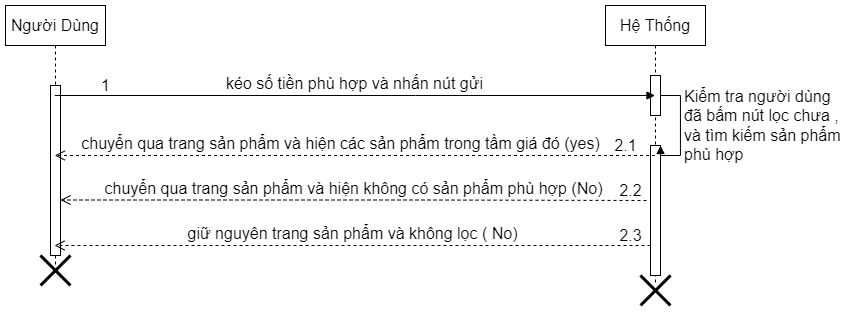 Người Dùng
Hệ Thống
1
kéo số tiền phù hợp và nhấn nút gửi
Kiểm tra người dùng
đã bấm nút lọc chưa ,
và tìm kiếm sản phẩm
phù hợp
chuyển qua trang sản phẩm và hiện các sản phẩm trong tầm giá đó (yes)
2.1
chuyển qua trang sản phẩm và hiện không có sản phẩm phù hợp (No)
2.2
giữ nguyên trang sản phẩm và không lọc ( No)
2.3